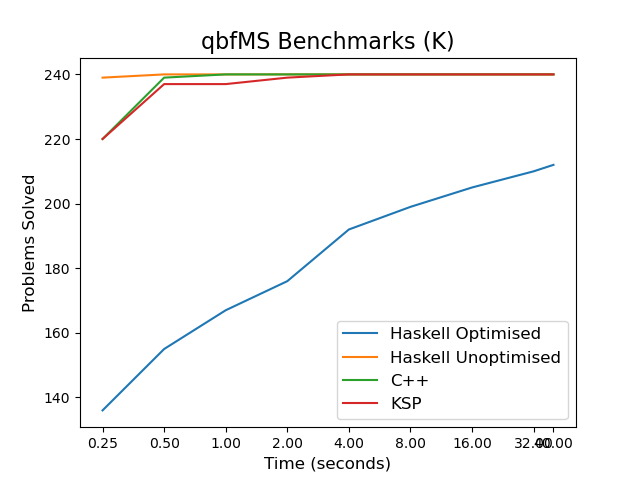 qbfMS Benchmarks (K)
Problems Solved
240
220
200
180
160
140
Haskell Optimised
Haskell Unoptimised
C++
KSP
0.25 0.50 1.00 2.00 4.00 8.00 16.00 32.00 40.00
Time (seconds)